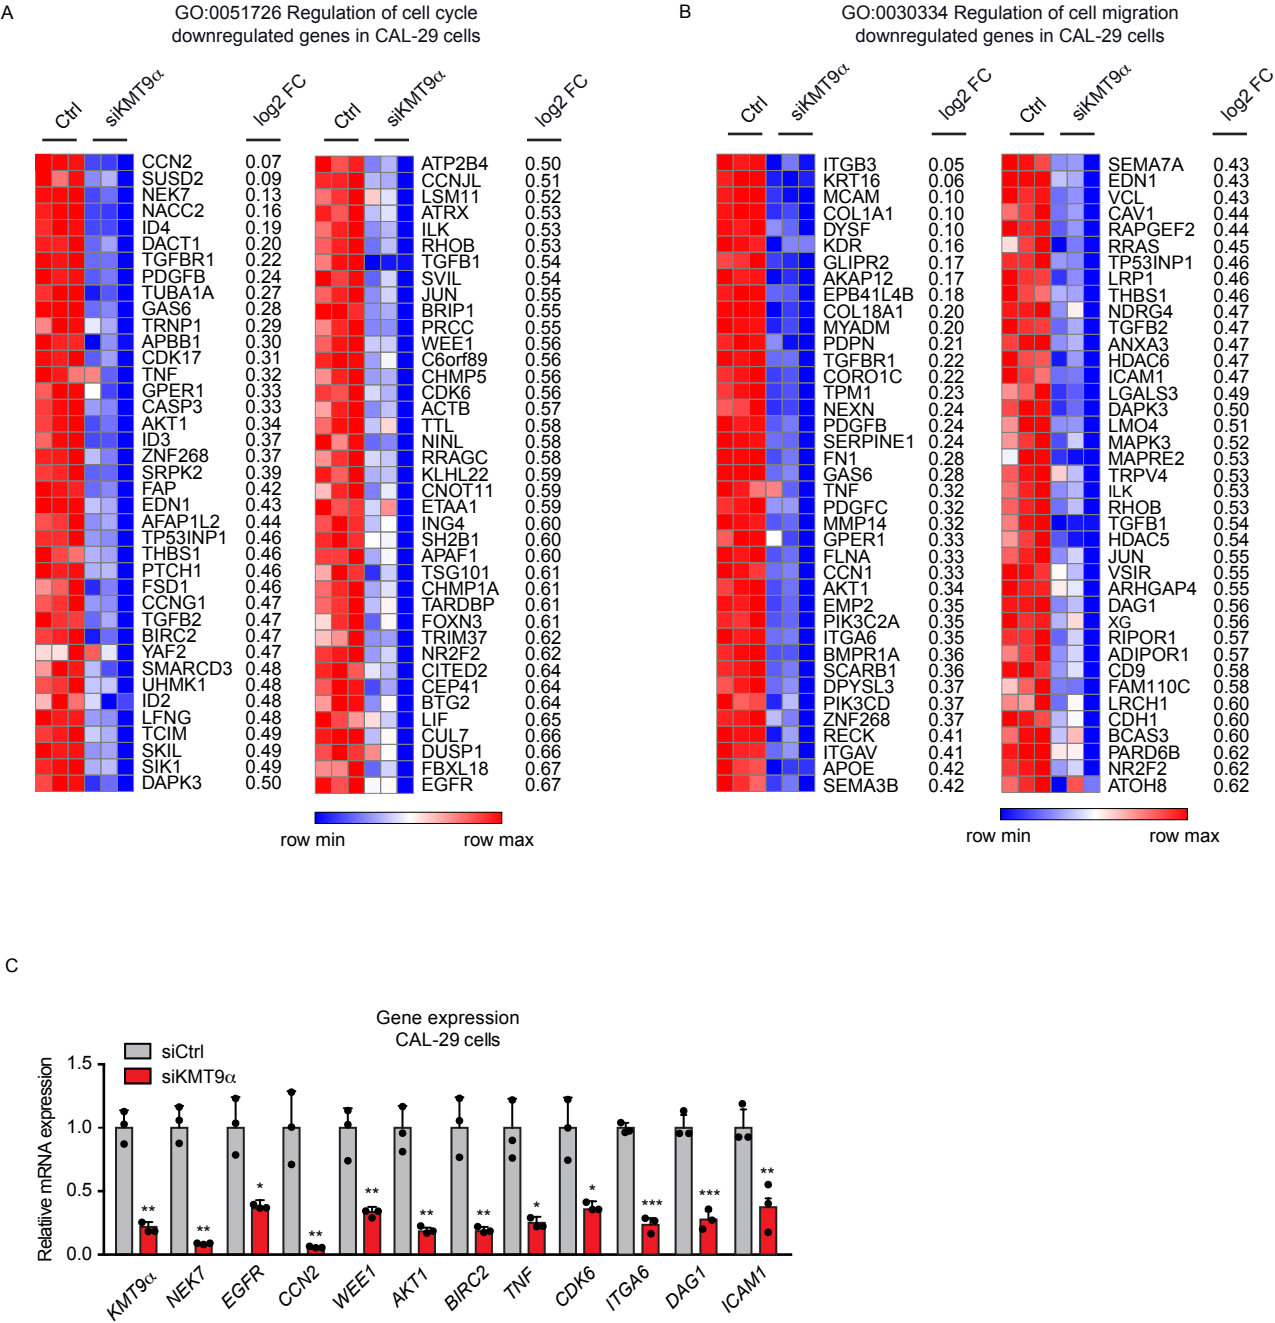 A
GO:0051726 Regulation of cell cycle
downregulated genes in CAL-29 cells
Ctrl
siKMT9α
log2 FC
Ctrl
siKMT9α
log2 FC
CCN2 0.07
SUSD2 0.09
NEK7 0.13
NACC2 0.16
ID4 0.19
DACT1 0.20
TGFBR1 0.22
PDGFB 0.24
TUBA1A 0.27
GAS6 0.28
TRNP1 0.29
APBB1 0.30
CDK17 0.31
TNF 0.32
GPER1 0.33
CASP3 0.33
AKT1 0.34
ID3 0.37
ZNF268 0.37
SRPK2 0.39
FAP 0.42
EDN1 0.43
AFAP1L2 0.44
TP53INP1 0.46
THBS1 0.46
PTCH1 0.46
FSD1 0.46
CCNG1 0.47
TGFB2 0.47
BIRC2 0.47
YAF2 0.47
SMARCD3 0.48
UHMK1 0.48
ID2 0.48
LFNG 0.48
TCIM 0.49
SKIL 0.49
SIK1 0.49
DAPK3 0.50
ATP2B4 0.50
CCNJL 0.51
LSM11 0.52
ATRX 0.53
ILK 0.53
RHOB 0.53
TGFB1 0.54
SVIL 0.54
JUN 0.55
BRIP1 0.55
PRCC 0.55
WEE1 0.56
C6orf89 0.56
CHMP5 0.56
CDK6 0.56
ACTB 0.57
TTL 0.58
NINL 0.58
RRAGC 0.58
KLHL22 0.59
CNOT11 0.59
ETAA1 0.59
ING4 0.60
SH2B1 0.60
APAF1 0.60
TSG101 0.61
CHMP1A 0.61
TARDBP 0.61
FOXN3 0.61
TRIM37 0.62
NR2F2 0.62
CITED2 0.64
CEP41 0.64
BTG2 0.64
LIF 0.65
CUL7 0.66
DUSP1 0.66
FBXL18 0.67
EGFR 0.67
row min row max
B
GO:0030334 Regulation of cell migration
downregulated genes in CAL-29 cells
Ctrl
siKMT9α
log2 FC
Ctrl
siKMT9α
log2 FC
ITGB3 0.05
KRT16 0.06
MCAM 0.10
COL1A1 0.10
DYSF 0.10
KDR 0.16
GLIPR2 0.17
AKAP12 0.17
EPB41L4B 0.18
COL18A1 0.20
MYADM 0.20
PDPN 0.21
TGFBR1 0.22
CORO1C 0.22
TPM1 0.23
NEXN 0.24
PDGFB 0.24
SERPINE1 0.24
FN1 0.28
GAS6 0.28
TNF 0.32
PDGFC 0.32
MMP14 0.32
GPER1 0.33
FLNA 0.33
CCN1 0.33
AKT1 0.34
EMP2 0.35
PIK3C2A 0.35
ITGA6 0.35
BMPR1A 0.36
SCARB1 0.36
DPYSL3 0.37
PIK3CD 0.37
ZNF268 0.37
RECK 0.41
ITGAV 0.41
APOE 0.42
SEMA3B 0.42
SEMA7A 0.43
EDN1 0.43
VCL 0.43
CAV1 0.44
RAPGEF2 0.44
RRAS 0.45
TP53INP1 0.46
LRP1 0.46
THBS1 0.46
NDRG4 0.47
TGFB2 0.47
ANXA3 0.47
HDAC6 0.47
ICAM1 0.47
LGALS3 0.49
DAPK3 0.50
LMO4 0.51
MAPK3 0.52
MAPRE2 0.53
TRPV4 0.53
ILK 0.53
RHOB 0.53
TGFB1 0.54
HDAC5 0.54
JUN 0.55
VSIR 0.55
ARHGAP4 0.55
DAG1 0.56
XG 0.56
RIPOR1 0.57
ADIPOR1 0.57
CD9 0.58
FAM110C 0.58
LRCH1 0.60
CDH1 0.60
BCAS3 0.60
PARD6B 0.62
NR2F2 0.62
ATOH8 0.62
row min row max
C
Gene expression
CAL-29 cells
siCtrl
siKMT9α
Relative mRNA expression
1.5
1.0
0.5
0.0
** ** * ** ** ** ** * * *** *** **
KMT9α NEK7 EGFR CCN2 WEE1 AKT1 BIRC2 TNF CDK6 ITGA6 DAG1 ICAM1